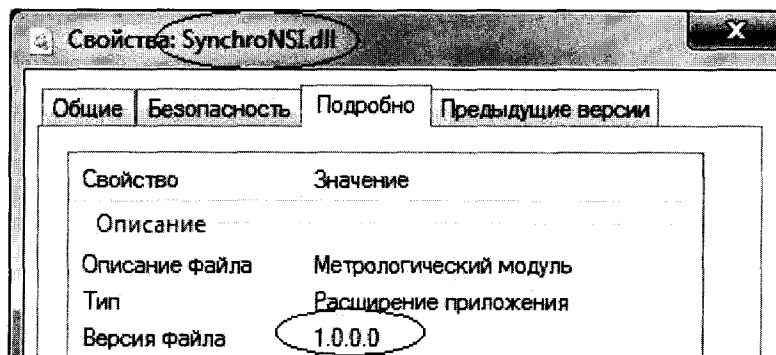 Свойства: SynchroNSI.dll
X
Общие Безопасность Подробно Предыдущие версии
Свойство Значение
Описание
Описание файла Метрологический модуль
Тип Расширение приложения
Версия файла 1.0.0.0